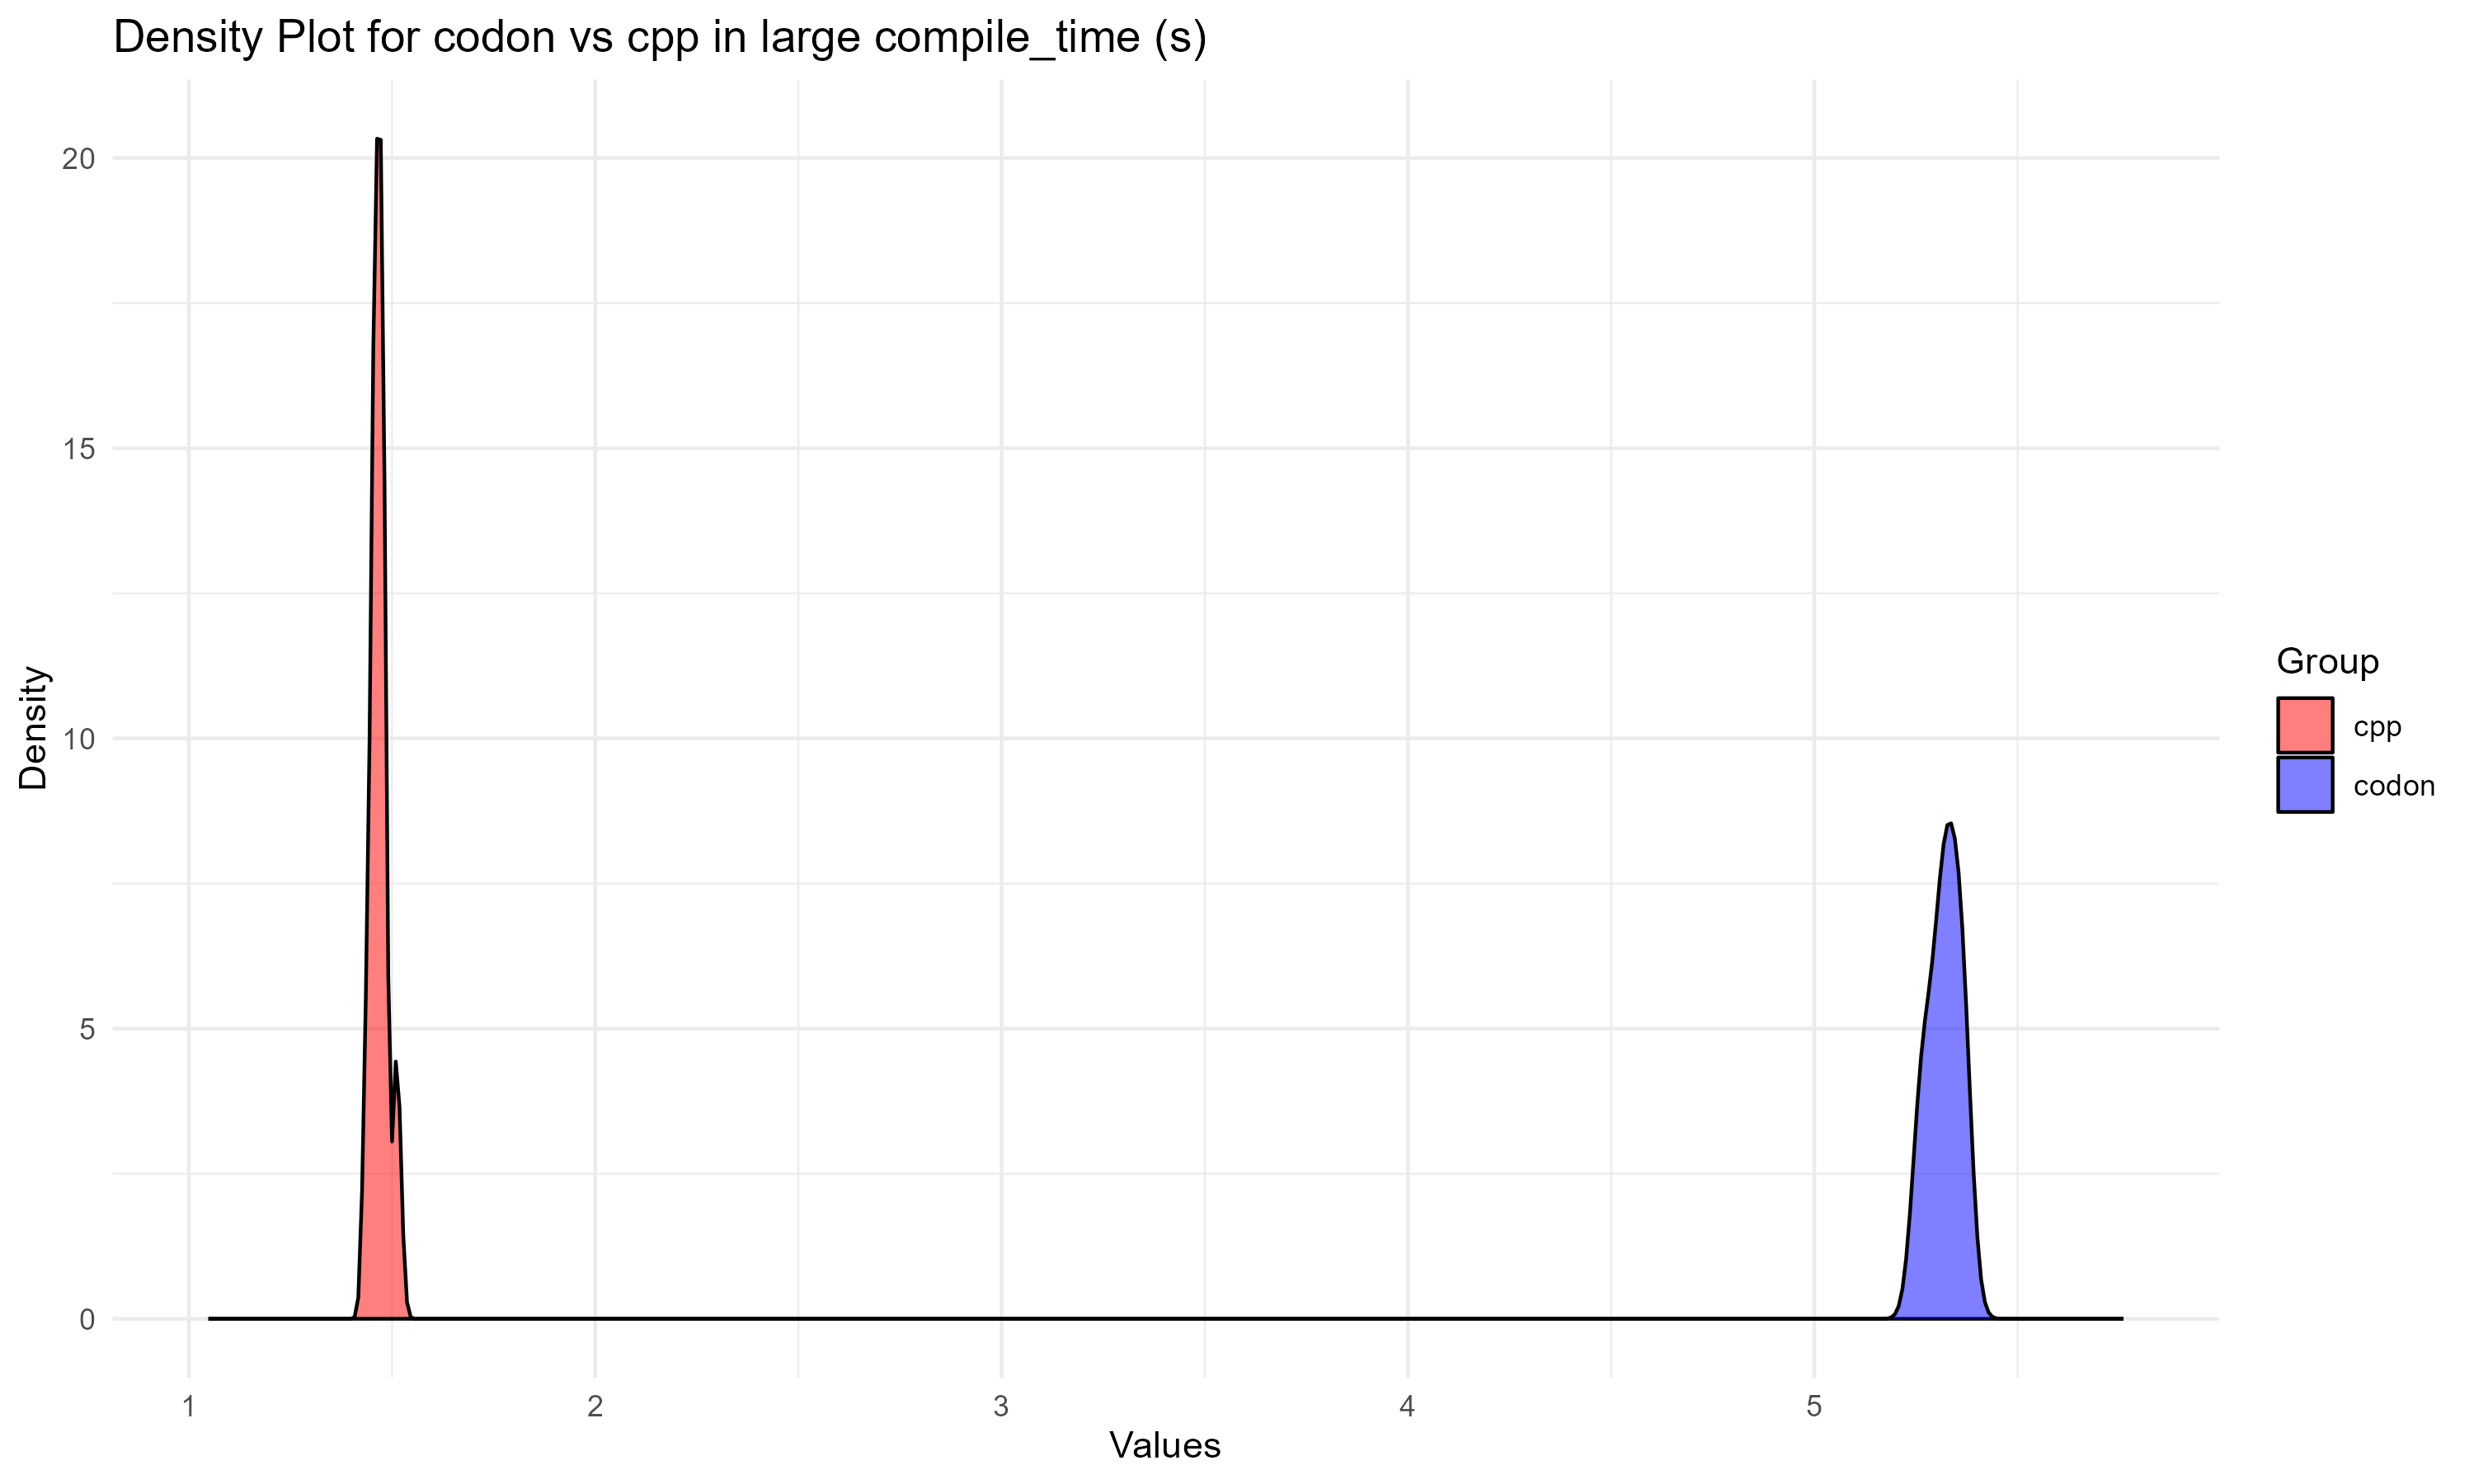 Density Plot for codon vs cpp in large compile_time (s)
20
15
10
5
0
Density
1 2 3 4 5
Values
Group
cpp
codon